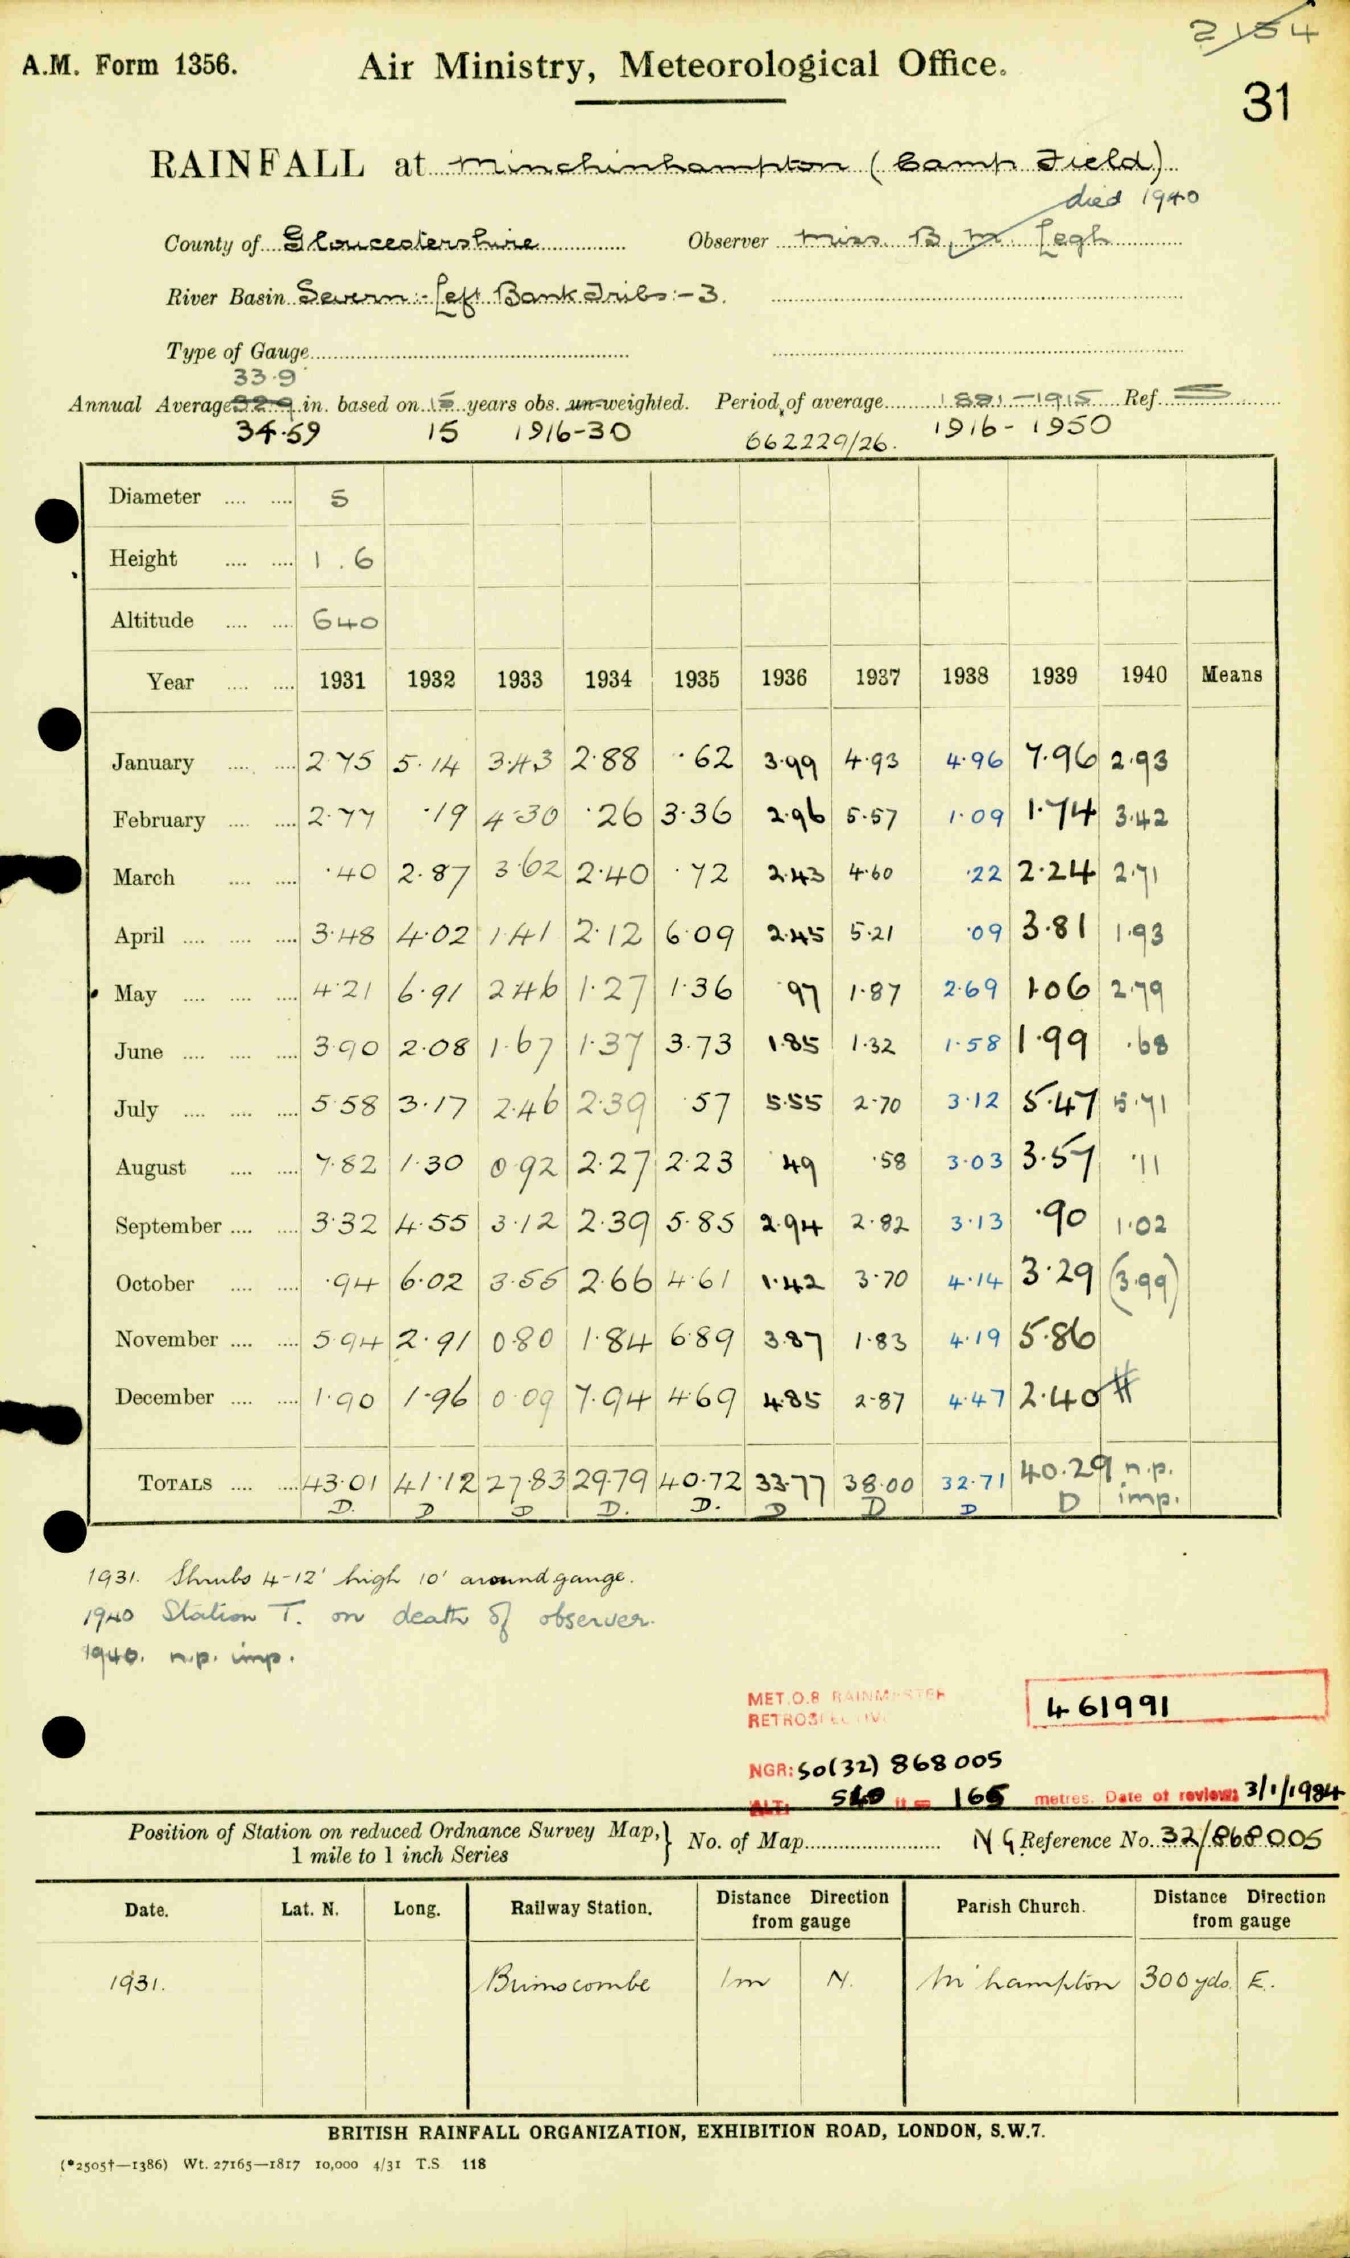 2154
A.M. Form 1356.
Air Ministry, Meteorological Office.
31
RAINFALL at Minchinhampton (Camp Field)
died 1940
County of Gloucestershire Observer Miss B. M. Legh
River Basin Severn:- Left Bank Tribs:-3.
Type of Gauge
33.9
Annual Average 32.9 in. based on 15 years obs. un-weighted. Period of average 1881-1915 Ref. S
34.59 15 1916-30 662229/26. 1916-1950
Diameter .... .... 5
Height .... .... 1.6
Altitude .... .... 640
Year .... .... 1931 1932 1933 1934 1935 1936 1937 1938 1939 1940 Means
January .... .... 2.75 5.14 3.43 2.88 .62 3.99 4.93 4.96 7.96 2.93
February .... .... 2.77 .19 4.30 .26 3.36 2.96 5.57 1.09 1.74 3.42
March .... .... .40 2.87 3.62 2.40 .72 2.43 4.60 .22 2.24 2.71
April .... .... .... 3.48 4.02 1.41 2.12 6.09 2.45 5.21 .09 3.81 1.93
May .... .... .... 4.21 6.91 2.46 1.27 1.36 .97 1.87 2.69 1.06 2.79
June .... .... .... 3.90 2.08 1.67 1.37 3.73 1.85 1.32 1.58 1.99 .68
July .... .... .... 5.58 3.17 2.46 2.39 .57 5.55 2.70 3.12 5.47 5.71
August .... .... 7.82 1.30 0.92 2.27 2.23 .49 .58 3.03 3.57 .11
September .... .... 3.32 4.55 3.12 2.39 5.85 2.94 2.82 3.13 .90 1.02
October .... .... .94 6.02 3.55 2.66 4.61 1.42 3.70 4.14 3.29 (3.99)
November .... .... 5.94 2.91 0.80 1.84 6.89 3.87 1.83 4.19 5.86
December .... .... 1.90 1.96 0.09 7.94 4.69 4.85 2.87 4.47 2.40 #
TOTALS .... .... 43.01 41.12 27.83 29.79 40.72 33.77 38.00 32.71 40.29 n.p.
D. D D D. D. D D D D imp.
1931. Shrubs 4-12' high 10' around gauge.
1940 Station T. on death of observer.
1940. n.p. imp.
MET.O.8 RAINMASTER
RETROSPECTIVE
461991
NGR: SO(32) 868005
ALT: 540 ft = 165 metres. Date of review: 3/1/1984
Position of Station on reduced Ordnance Survey Map,} No. of Map NG Reference No. 32/868005
1 mile to 1 inch Series
Date. Lat. N. Long. Railway Station. Distance Direction from gauge Parish Church. Distance Direction from gauge
1931. Brimscombe 1m N. M'hampton 300 yds. E.
BRITISH RAINFALL ORGANIZATION, EXHIBITION ROAD, LONDON, S.W.7.
(*2505†—1386) Wt. 27165—1817 10,000 4/31 T.S. 118